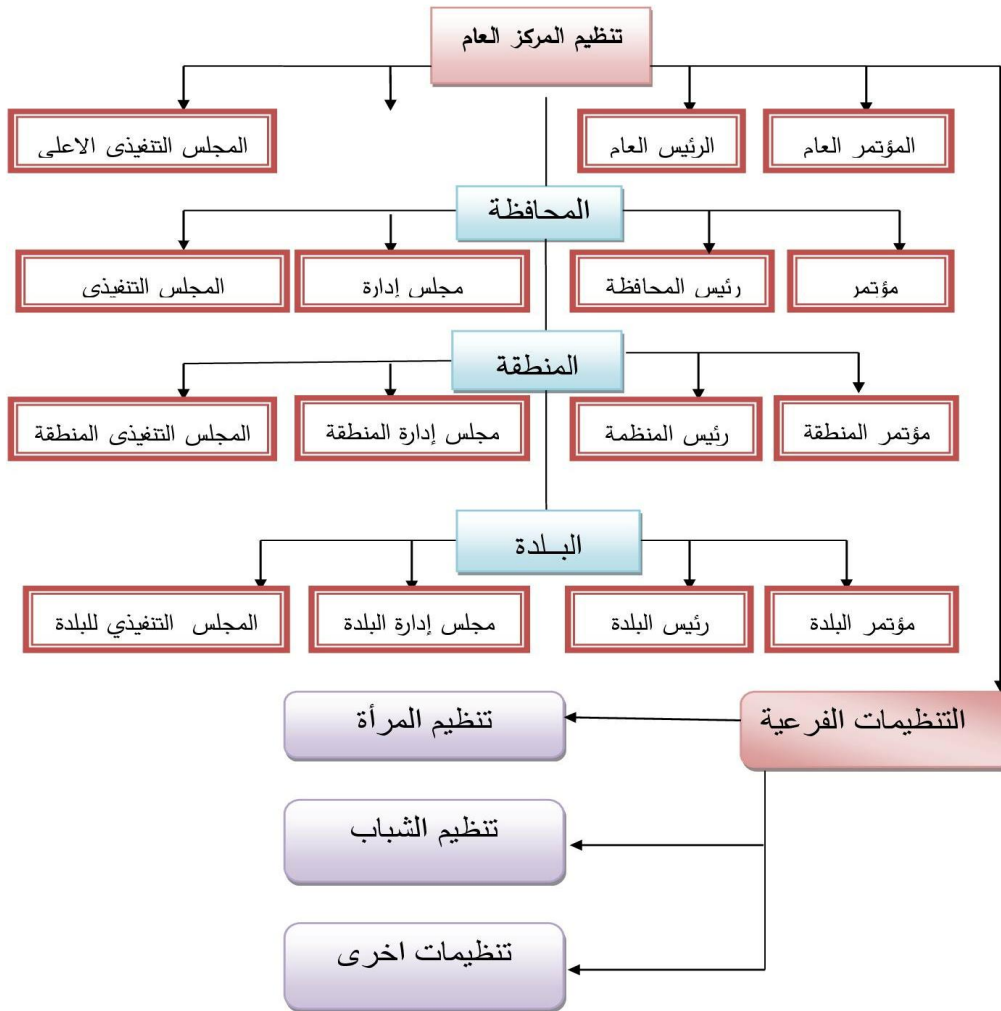 تنظيم المركز العام
المؤتمر العام
الرئيس العام
المجلس التنفيذى الاعلى
المحافظة
مؤتمر
رئيس المحافظة
مجلس إدارة
المجلس التنفيذى
المنطقة
مؤتمر المنطقة
رئيس المنظمة
مجلس إدارة المنطقة
المجلس التنفيذى المنطقة
البــلدة
مؤتمر البلدة
رئيس البلدة
مجلس إدارة البلدة
المجلس التنفيذي للبلدة
التنظيمات الفرعية
تنظيم المرأة
تنظيم الشباب
تنظيمات اخرى